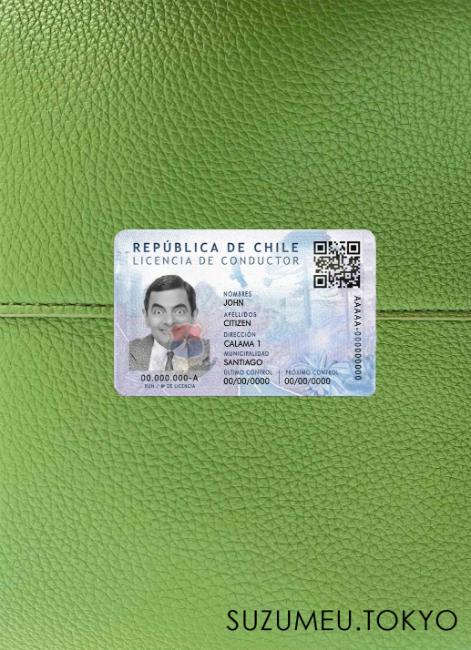 REPÚBLICA DE CHILE
LICENCIA DE CONDUCTOR
NOMBRES
JOHN
APELLIDOS
CITIZEN
DIRECCIÓN
CALAMA 1
MUNICIPALIDAD
SANTIAGO
ÚLTIMO CONTROL
PRÓXIMO CONTROL
00/00/0000
00/00/0000
00.000.000-A
RUN / Nº DE LICENCIA
AAAAA-000000000
SUZUMEU.TOKYO